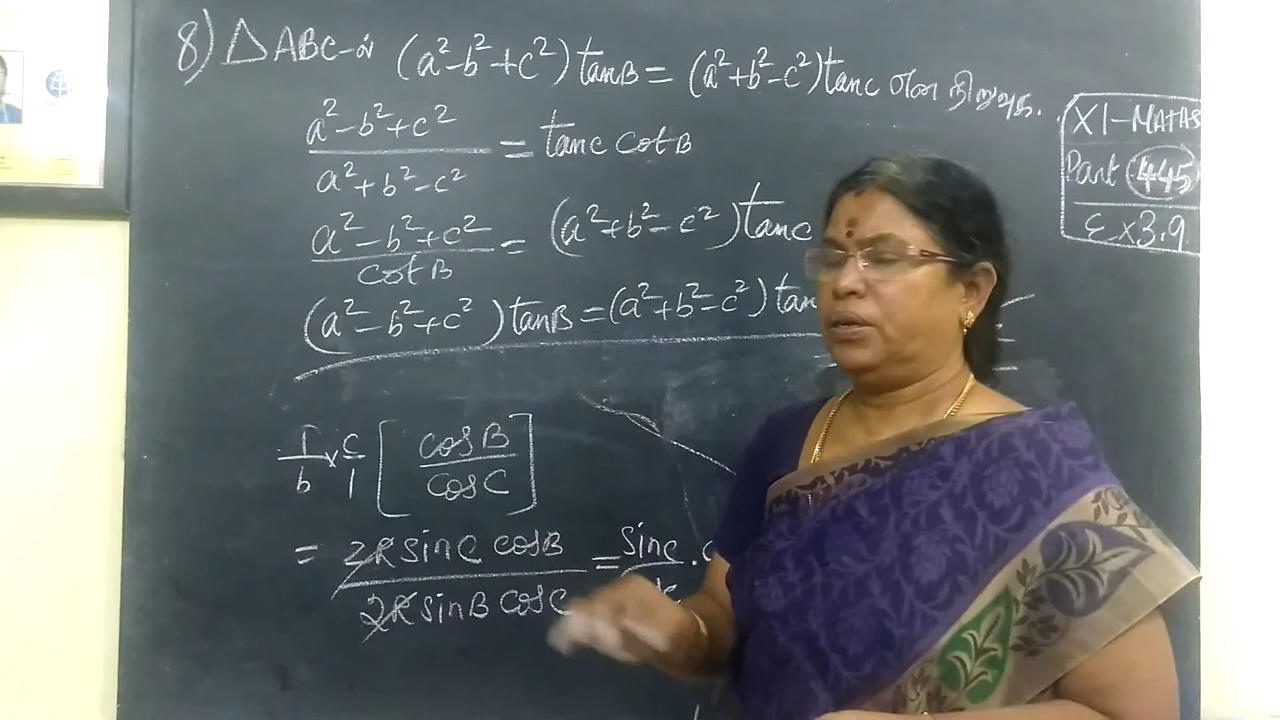 8) △ABC-ல் (a²-b²+c²)tanB = (a²+b²-c²)tanC என நிறுவுக.
a²-b²+c² / a²+b²-c² = tanC cotB
a²-b²+c² / cotB = (a²+b²-c²)tanC
(a²-b²+c²)tanB = (a²+b²-c²)tan
1/b × c/1 [cosB / cosC]
= 2R sinC cosB / 2R sinB cosC = sinC
XI-MATHS
Part 445
Ex3.9